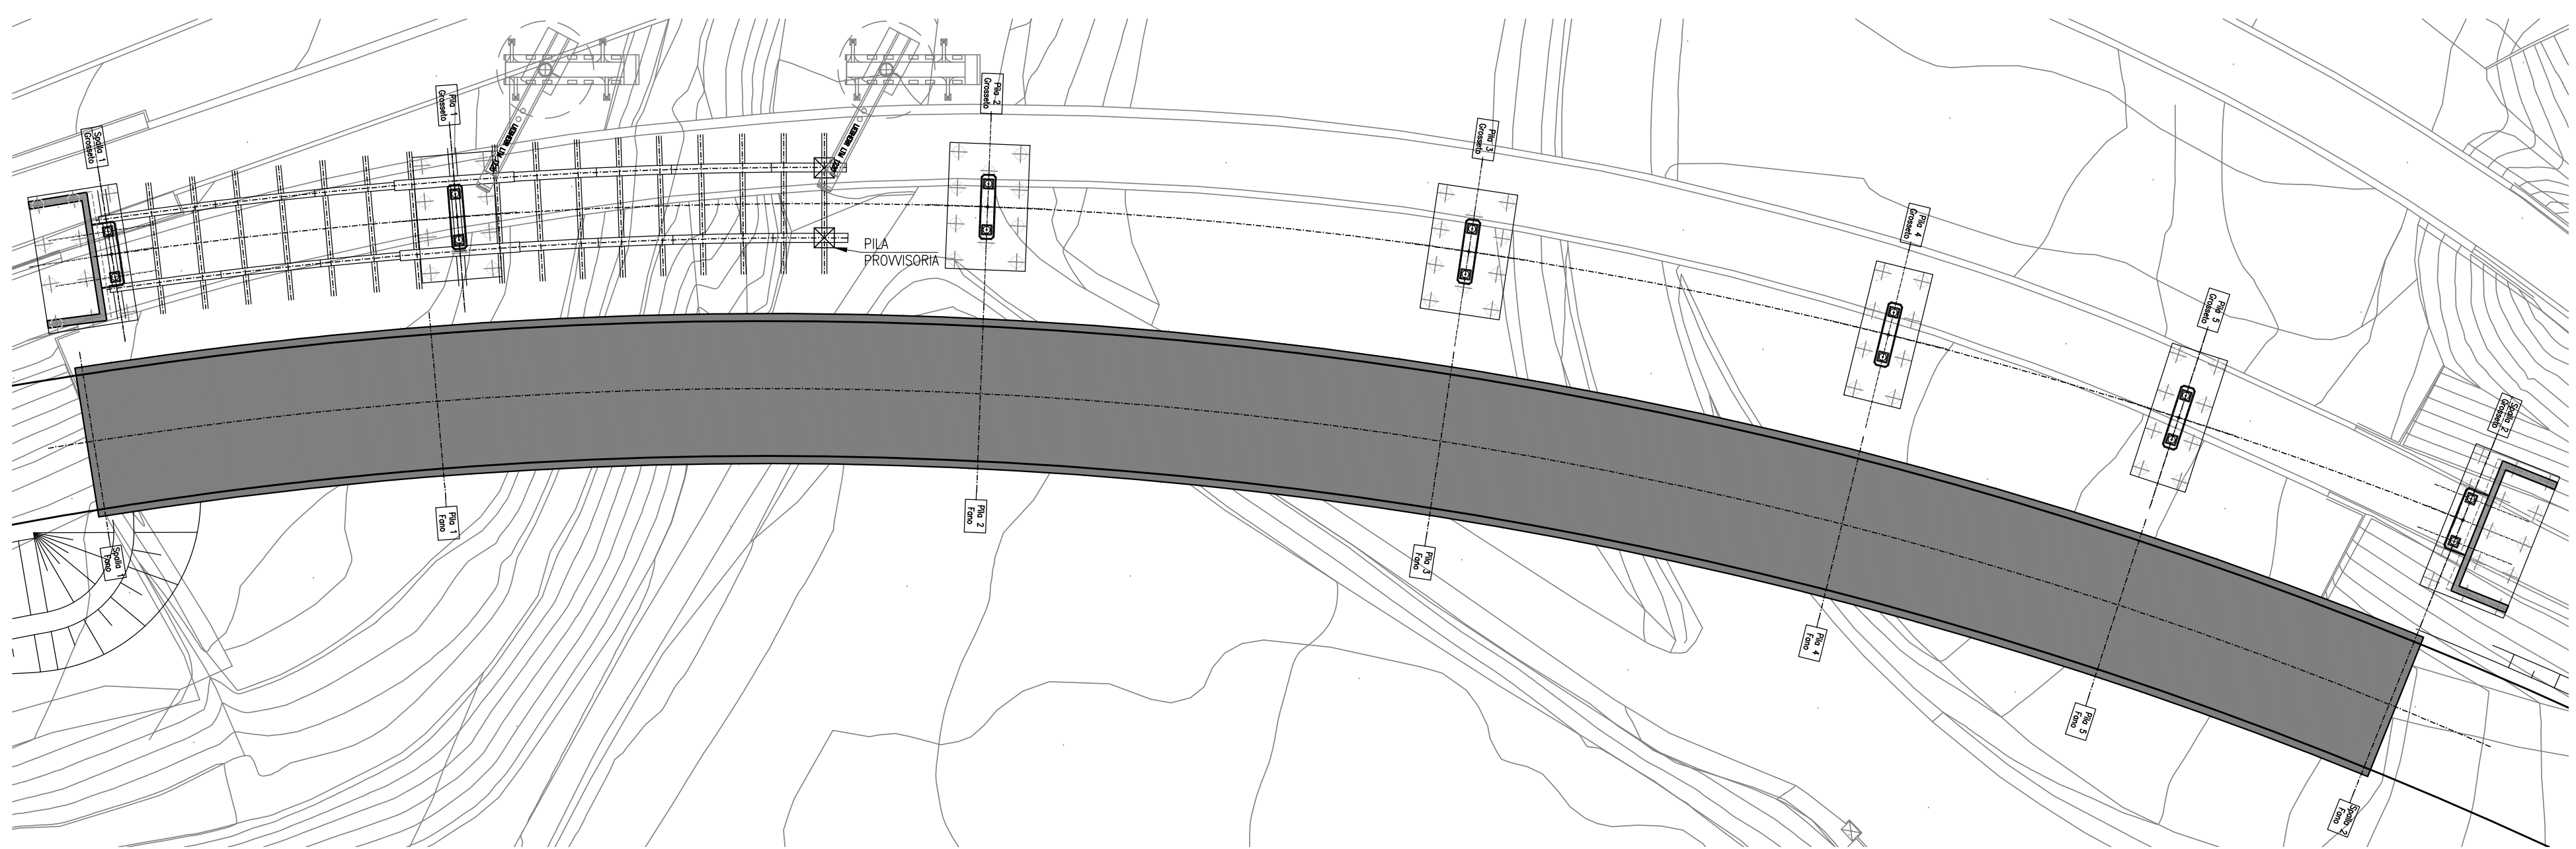 Spalla 1
Grosseto
Pila 1
Grosseto
Pila 2
Grosseto
Pila 3
Grosseto
Pila 4
Grosseto
Pila 5
Grosseto
Spalla 2
Grosseto
PILA
PROVVISORIA
Spalla 1
Fano
Pila 1
Fano
Pila 2
Fano
Pila 3
Fano
Pila 4
Fano
Pila 5
Fano
Spalla 2
Fano